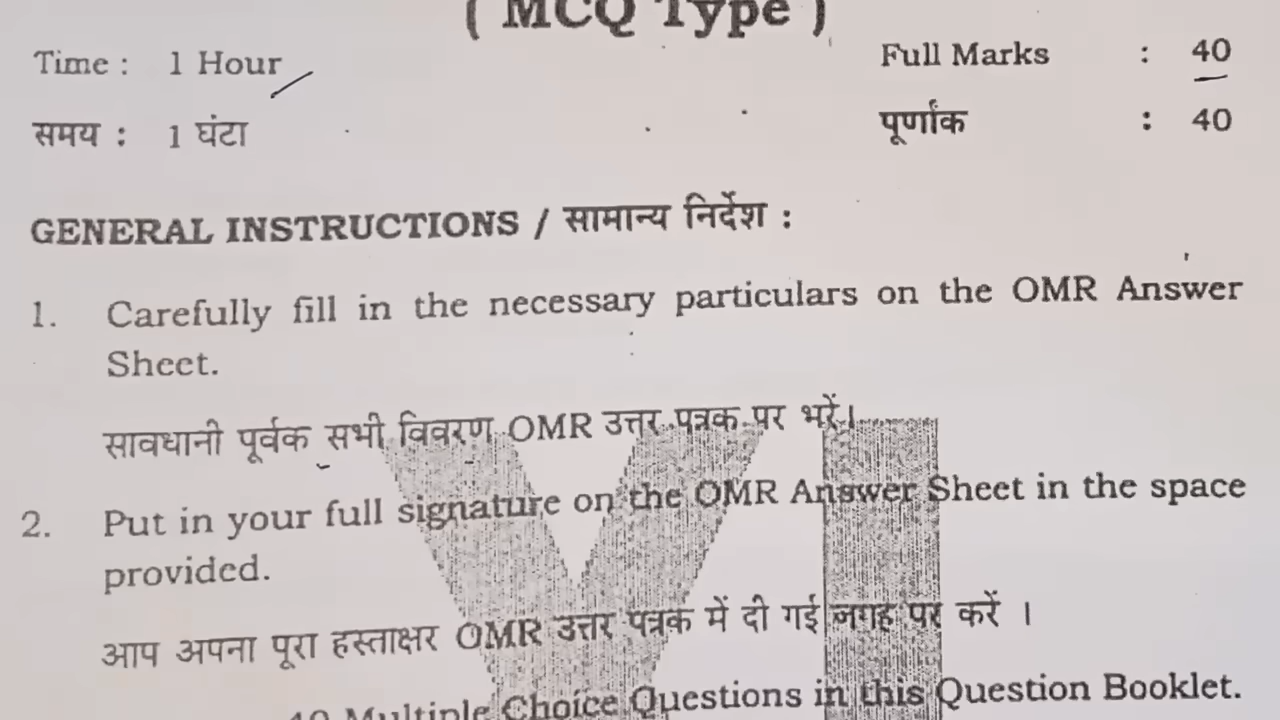 ( MCQ Type )
Time : 1 Hour Full Marks : 40
समय : 1 घंटा पूर्णांक : 40
GENERAL INSTRUCTIONS / सामान्य निर्देश :
1. Carefully fill in the necessary particulars on the OMR Answer
Sheet.
सावधानी पूर्वक सभी विवरण OMR उत्तर पत्रक पर भरें।
2. Put in your full signature on the OMR Answer Sheet in the space
provided.
आप अपना पूरा हस्ताक्षर OMR उत्तर पत्रक में दी गई जगह पर करें ।
40 Multiple Choice Questions in this Question Booklet.